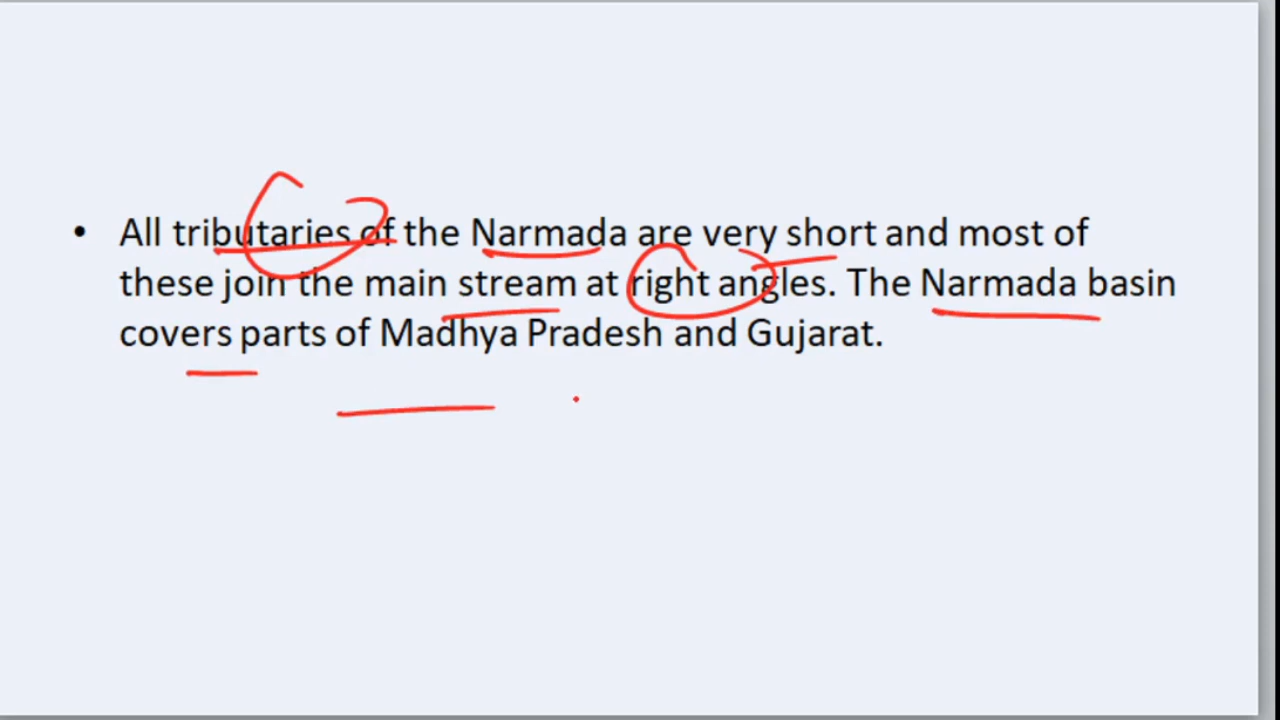 • All tributaries of the Narmada are very short and most of
these join the main stream at right angles. The Narmada basin
covers parts of Madhya Pradesh and Gujarat.